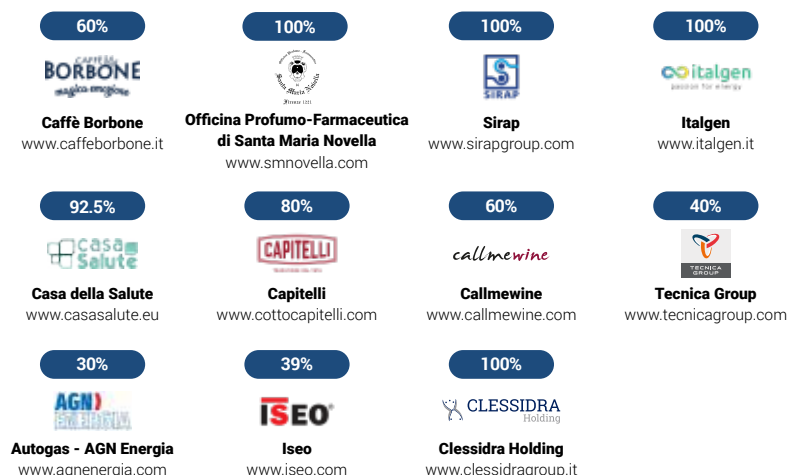 60%
100%
100%
100%
CAFFÈ
BORBONE
magica emozione
Santa Maria Novella
Firenze 1221
SIRAP
italgen
passion for energy
Caffè Borbone
www.caffeborbone.it
Officina Profumo-Farmaceutica
di Santa Maria Novella
www.smnovella.com
Sirap
www.sirapgroup.com
Italgen
www.italgen.it
92.5%
80%
60%
40%
casa
Salute
CAPITELLI
callmewine
TECNICA
GROUP
Casa della Salute
www.casasalute.eu
Capitelli
www.cottocapitelli.com
Callmewine
www.callmewine.com
Tecnica Group
www.tecnicagroup.com
30%
39%
100%
AGN
ENERGIA
ISEO
CLESSIDRA
Holding
Autogas - AGN Energia
www.agnenergia.com
Iseo
www.iseo.com
Clessidra Holding
www.clessidragroup.it